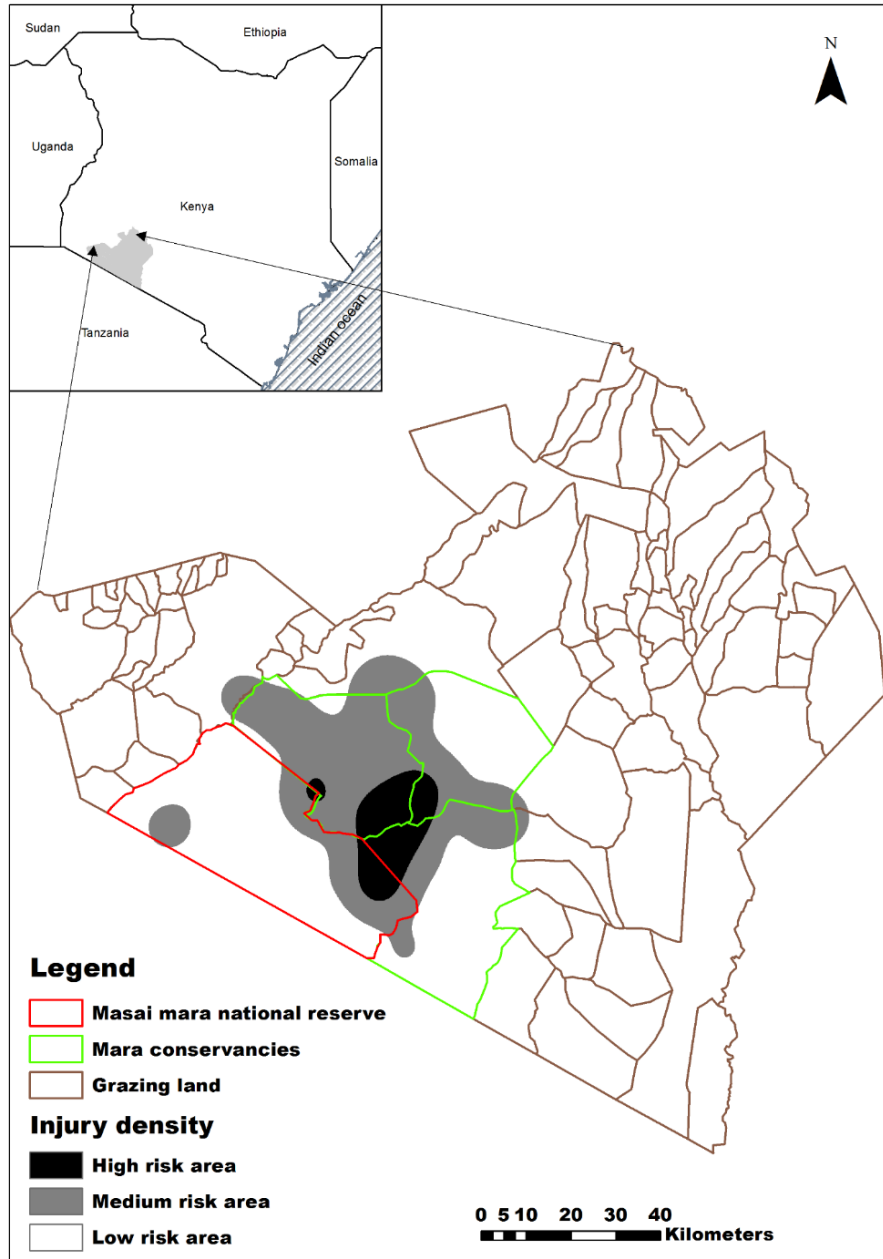 Sudan
Ethiopia
Uganda
Somalia
Kenya
Tanzania
Indian ocean
N
Legend
Masai mara national reserve
Mara conservancies
Grazing land
Injury density
High risk area
Medium risk area
Low risk area
0 5 10 20 30 40
Kilometers